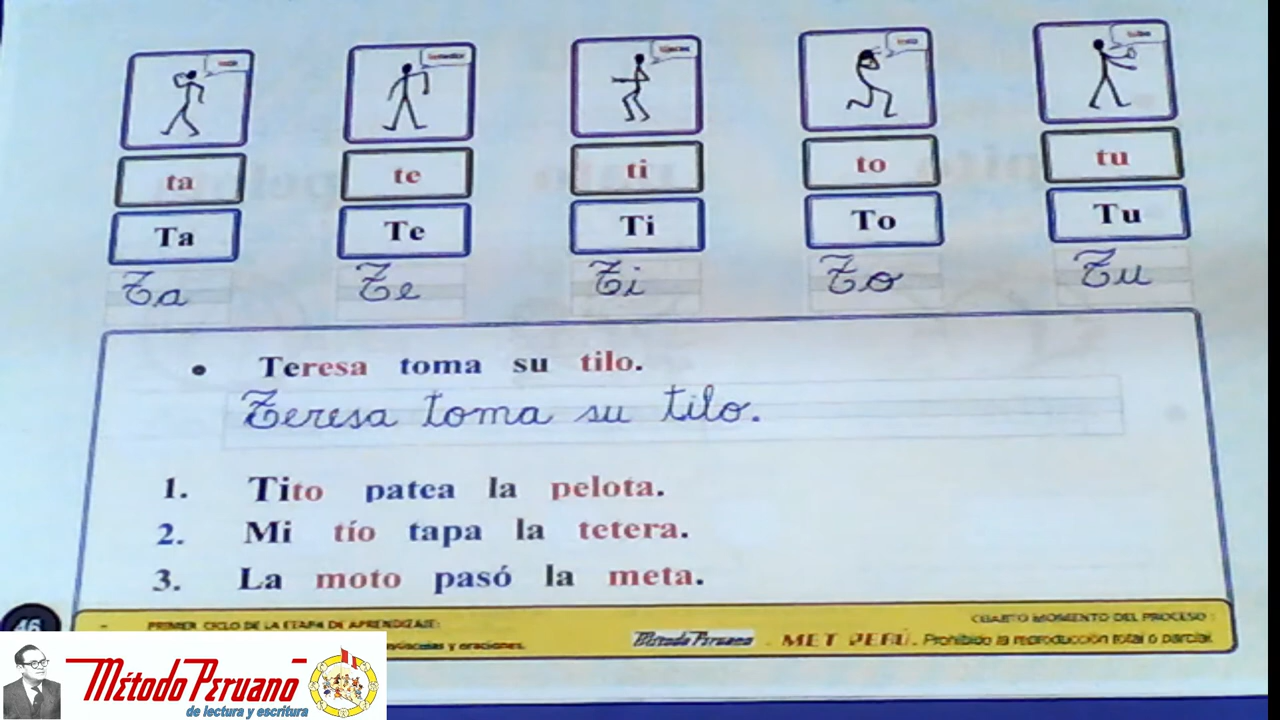 ta te ti to tu
Ta Te Ti To Tu
Ta Te Ti To Tu
• Teresa toma su tilo.
Teresa toma su tilo.
1. Tito patea la pelota.
2. Mi tío tapa la tetera.
3. La moto pasó la meta.
46
PRIMER CICLO DE LA ETAPA DE APRENDIZAJE: CUARTO MOMENTO DEL PROCESO :
y oraciones. Método Peruano - MET PERÚ. Prohibido la reproducción total o parcial.
Método Peruano
de lectura y escritura